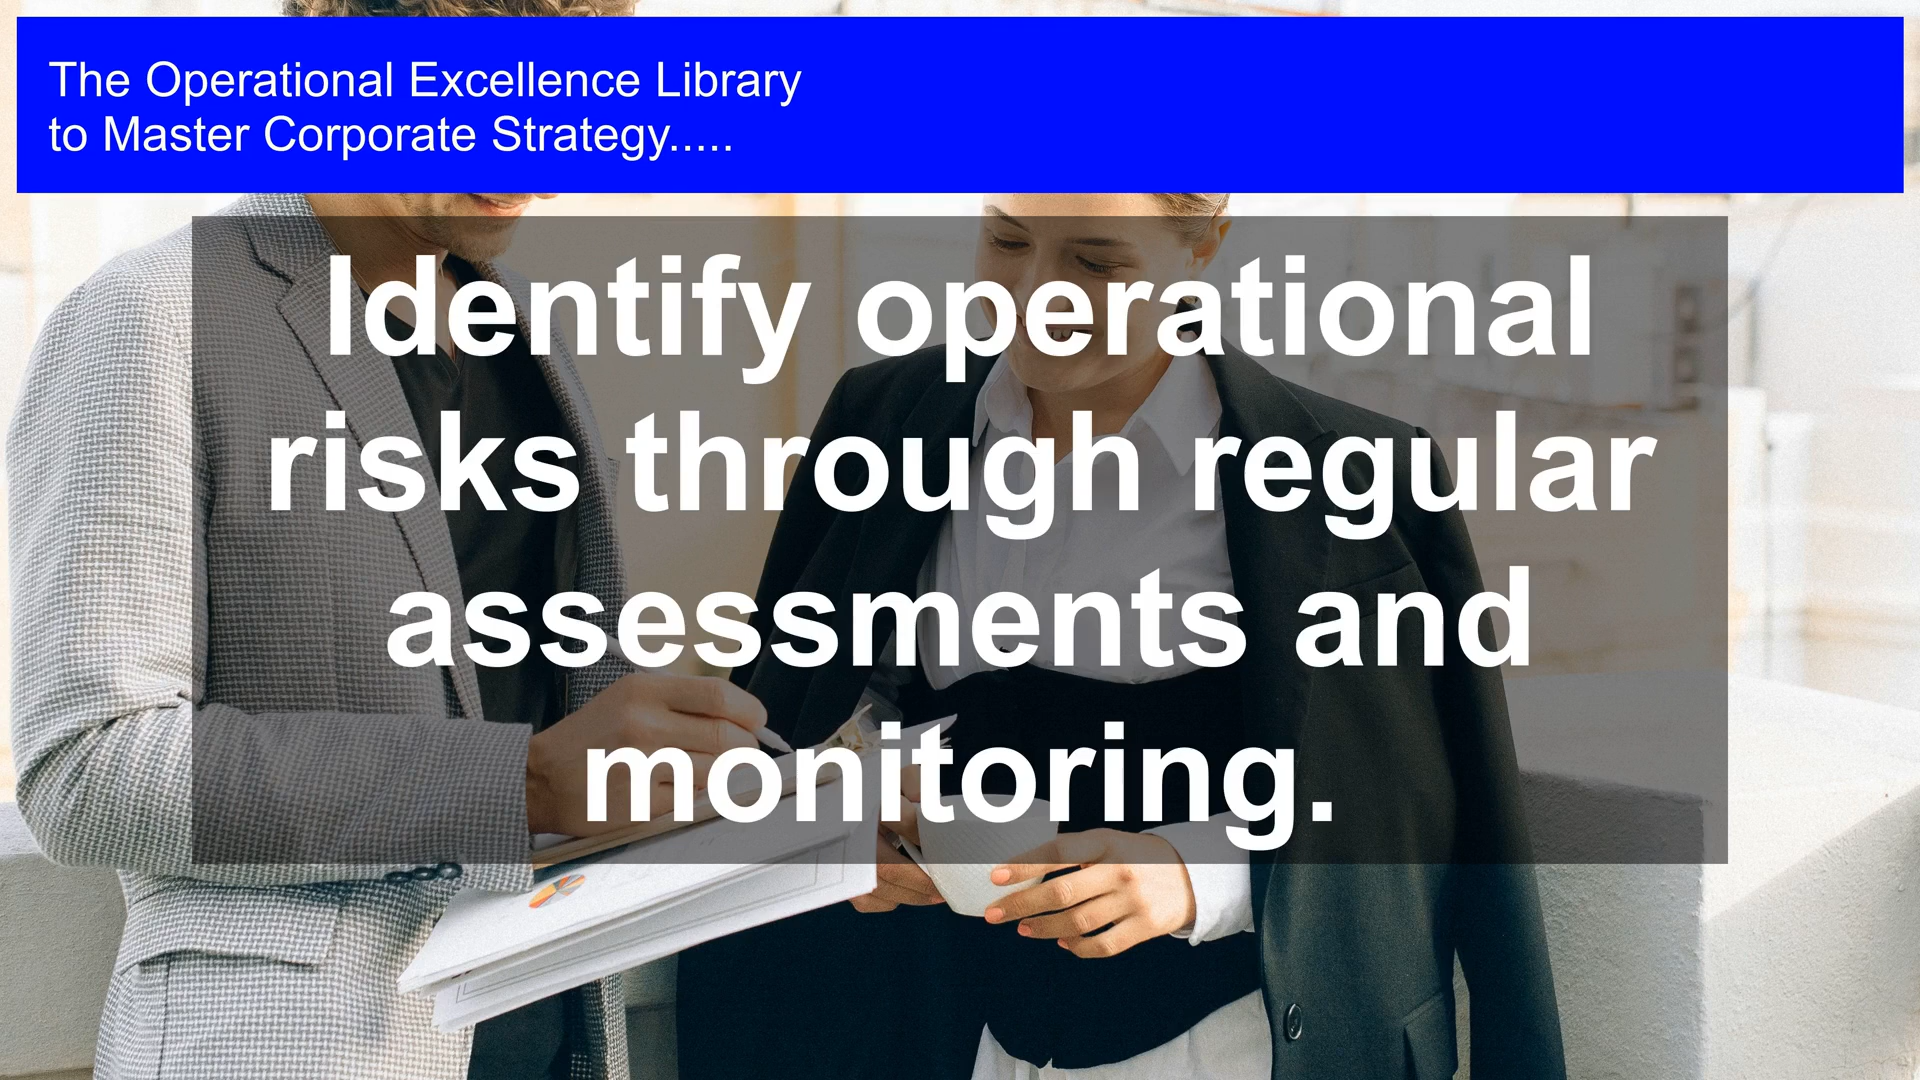 The Operational Excellence Library
to Master Corporate Strategy.....
Identify operational
risks through regular
assessments and
monitoring.